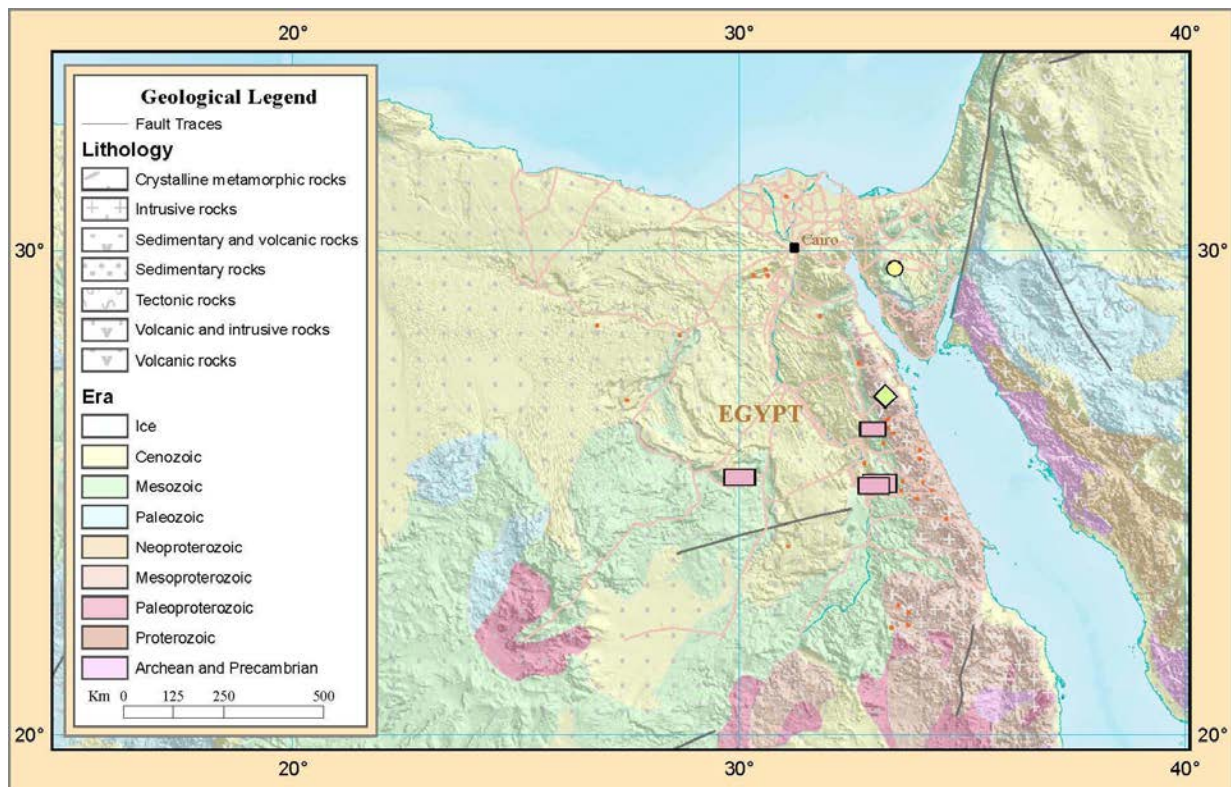 20° 30° 40°
Geological Legend
Fault Traces
Lithology
Crystalline metamorphic rocks
Intrusive rocks
Sedimentary and volcanic rocks
Sedimentary rocks
Tectonic rocks
Volcanic and intrusive rocks
Volcanic rocks
Era
Ice
Cenozoic
Mesozoic
Paleozoic
Neoproterozoic
Mesoproterozoic
Paleoproterozoic
Proterozoic
Archean and Precambrian
Km 0 125 250 500
Cairo
EGYPT
30° 30°
20° 20°
20° 30° 40°